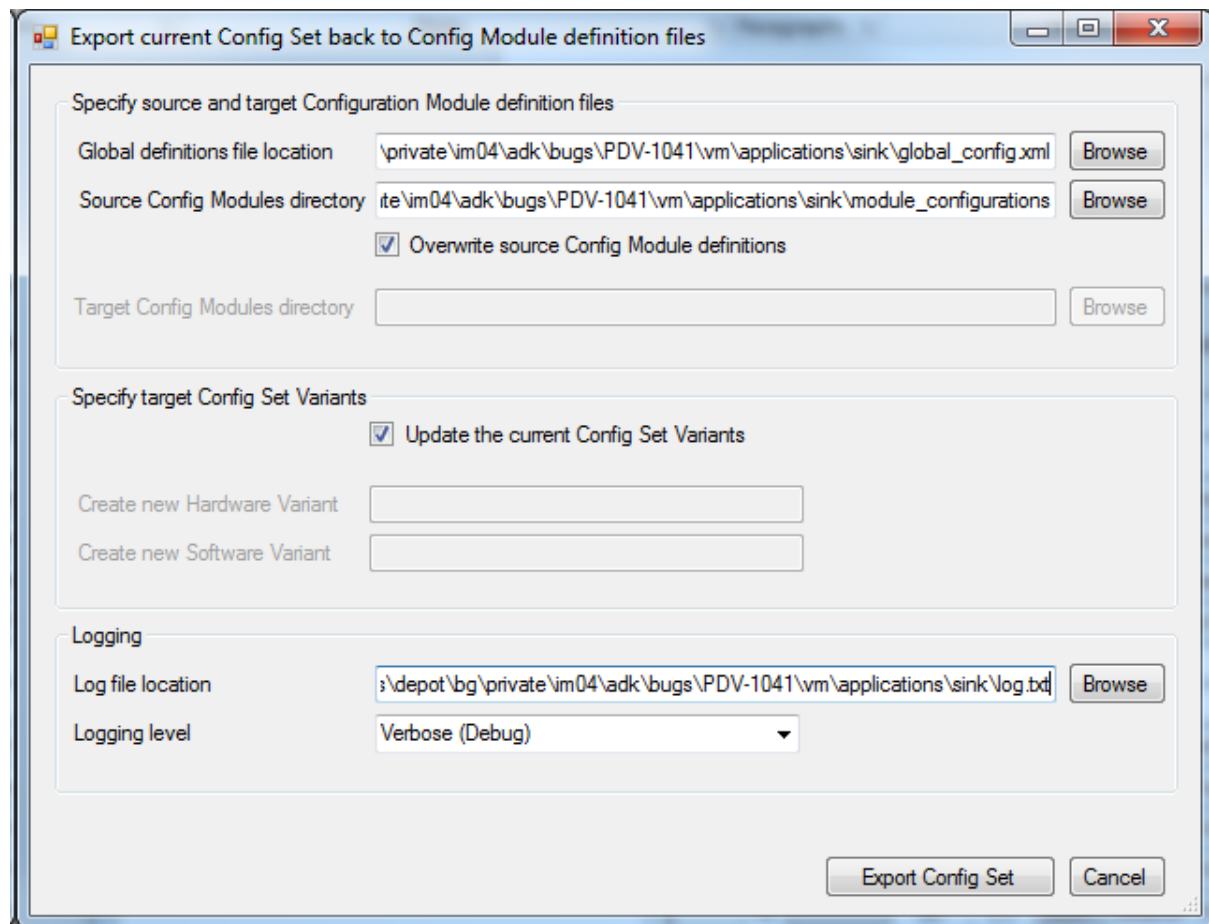 Export current Config Set back to Config Module definition files
Specify source and target Configuration Module definition files
Global definitions file location \private\im04\adk\bugs\PDV-1041\vm\applications\sink\global_config.xml Browse
Source Config Modules directory te\im04\adk\bugs\PDV-1041\vm\applications\sink\module_configurations Browse
Overwrite source Config Module definitions
Target Config Modules directory Browse
Specify target Config Set Variants
Update the current Config Set Variants
Create new Hardware Variant
Create new Software Variant
Logging
Log file location s\depot\bg\private\im04\adk\bugs\PDV-1041\vm\applications\sink\log.txt Browse
Logging level Verbose (Debug)
Export Config Set Cancel